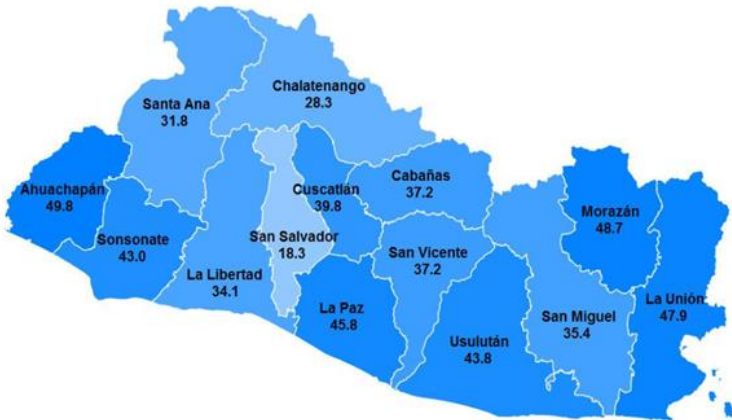 Chalatenango
28.3
Santa Ana
31.8
Cabañas
37.2
Cuscatlán
39.8
Ahuachapán
49.8
Morazán
48.7
Sonsonate
43.0
San Salvador
18.3
San Vicente
37.2
La Libertad
34.1
La Unión
47.9
La Paz
45.8
San Miguel
35.4
Usulután
43.8